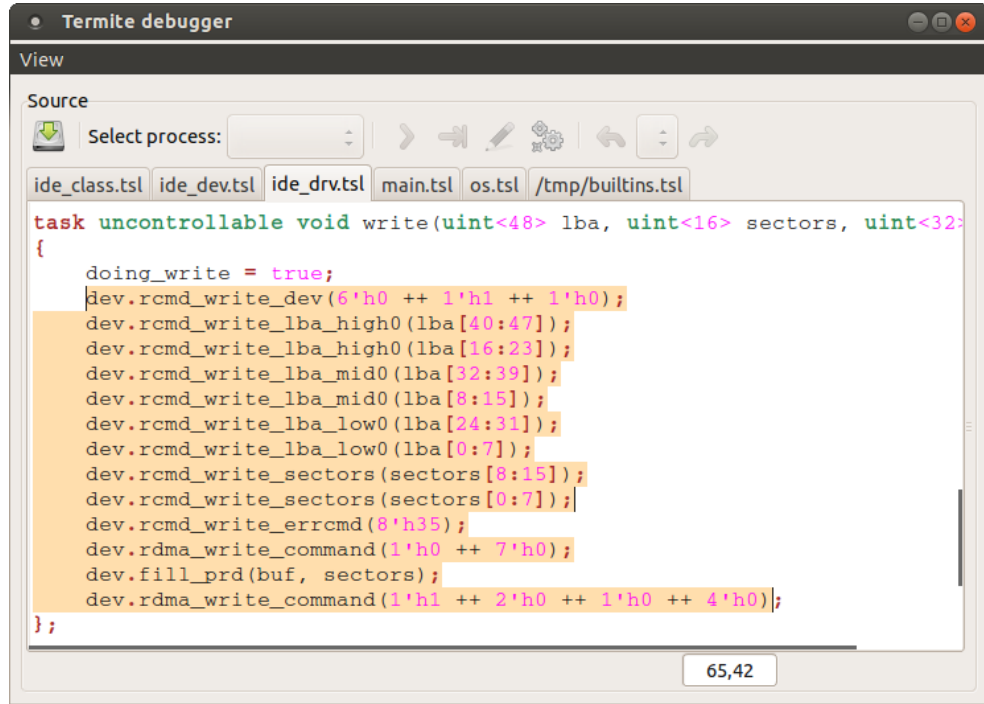 Termite debugger
View
Source
Select process:
ide_class.tsl ide_dev.tsl ide_drv.tsl main.tsl os.tsl /tmp/builtins.tsl
task uncontrollable void write(uint<48> lba, uint<16> sectors, uint<32>
{
    doing_write = true;
    dev.rcmd_write_dev(6'h0 ++ 1'h1 ++ 1'h0);
    dev.rcmd_write_lba_high0(lba[40:47]);
    dev.rcmd_write_lba_high0(lba[16:23]);
    dev.rcmd_write_lba_mid0(lba[32:39]);
    dev.rcmd_write_lba_mid0(lba[8:15]);
    dev.rcmd_write_lba_low0(lba[24:31]);
    dev.rcmd_write_lba_low0(lba[0:7]);
    dev.rcmd_write_sectors(sectors[8:15]);
    dev.rcmd_write_sectors(sectors[0:7]);
    dev.rcmd_write_errcmd(8'h35);
    dev.rdma_write_command(1'h0 ++ 7'h0);
    dev.fill_prd(buf, sectors);
    dev.rdma_write_command(1'h1 ++ 2'h0 ++ 1'h0 ++ 4'h0);
};
65,42